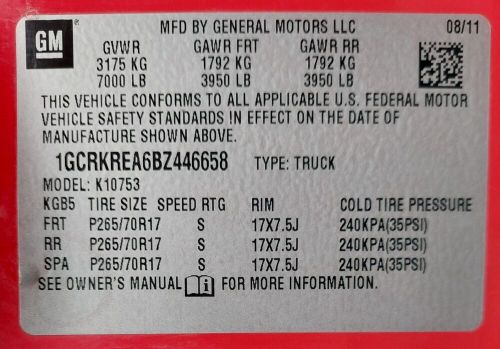 GM
MFD BY GENERAL MOTORS LLC 08/11
GVWR GAWR FRT GAWR RR
3175 KG 1792 KG 1792 KG
7000 LB 3950 LB 3950 LB
THIS VEHICLE CONFORMS TO ALL APPLICABLE U.S. FEDERAL MOTOR
VEHICLE SAFETY STANDARDS IN EFFECT ON THE DATE OF
MANUFACTURE SHOWN ABOVE.
1GCRKREA6BZ446658 TYPE: TRUCK
MODEL: K10753
KGB5 TIRE SIZE SPEED RTG RIM COLD TIRE PRESSURE
FRT P265/70R17 S 17X7.5J 240KPA(35PSI)
RR P265/70R17 S 17X7.5J 240KPA(35PSI)
SPA P265/70R17 S 17X7.5J 240KPA(35PSI)
SEE OWNER'S MANUAL FOR MORE INFORMATION.